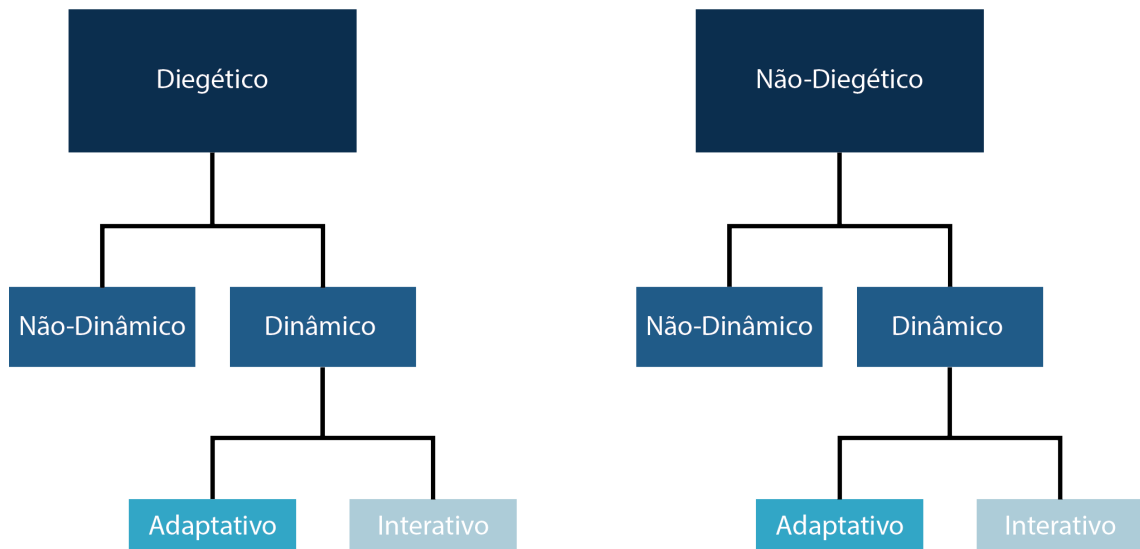 Diegético
Não-Diegético
Não-Dinâmico
Dinâmico
Não-Dinâmico
Dinâmico
Adaptativo
Interativo
Adaptativo
Interativo